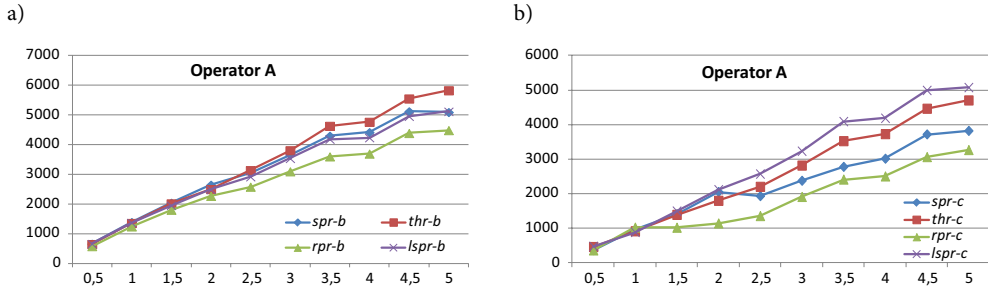 a)
7000
6000
5000
4000
3000
2000
1000
0
Operator A
spr-b thr-b
rpr-b lspr-b
0,5 1 1,5 2 2,5 3 3,5 4 4,5 5
b)
6000
5000
4000
3000
2000
1000
0
Operator A
spr-c
thr-c
rpr-c
lspr-c
0,5 1 1,5 2 2,5 3 3,5 4 4,5 5